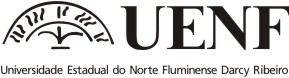 UENF
Universidade Estadual do Norte Fluminense Darcy Ribeiro